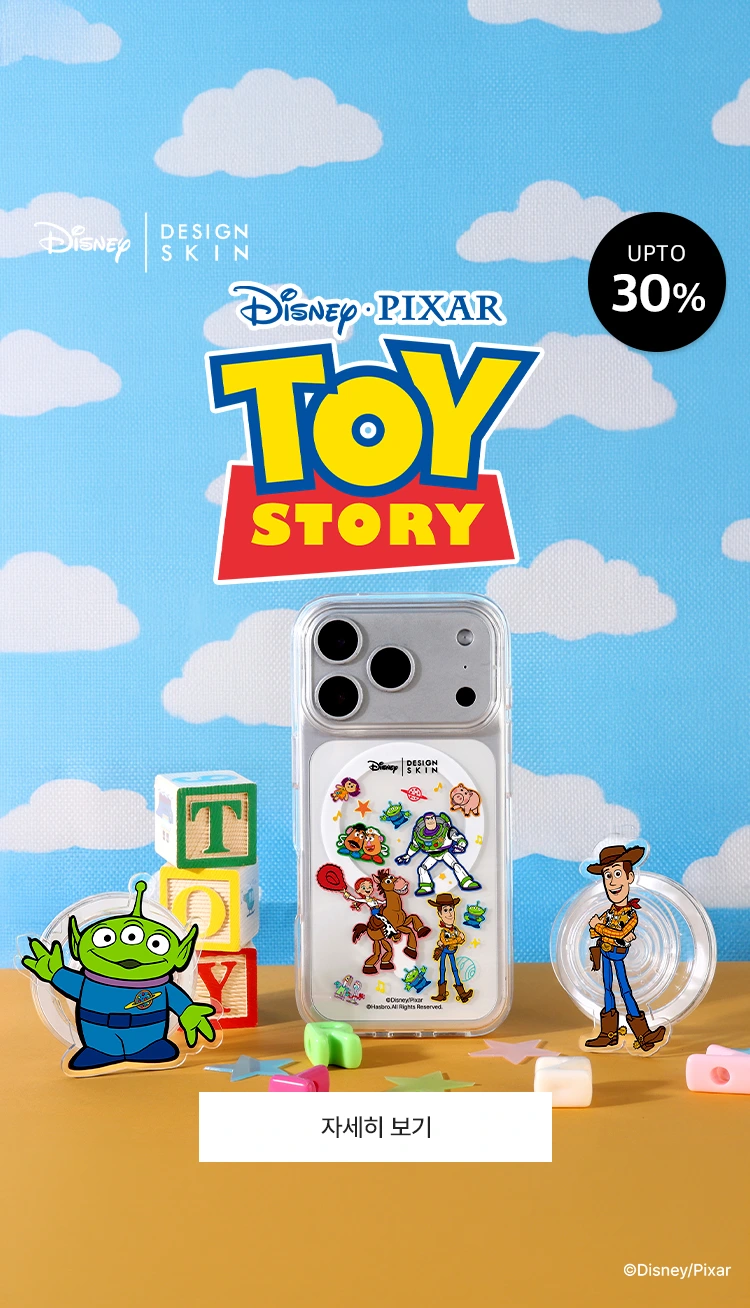 Disney | DESIGN SKIN
UPTO
30%
Disney · PIXAR
TOY
STORY
Disney | DESIGN SKIN
©Disney/Pixar
©Hasbro.All Rights Reserved.
T
O
Y
자세히 보기
©Disney/Pixar